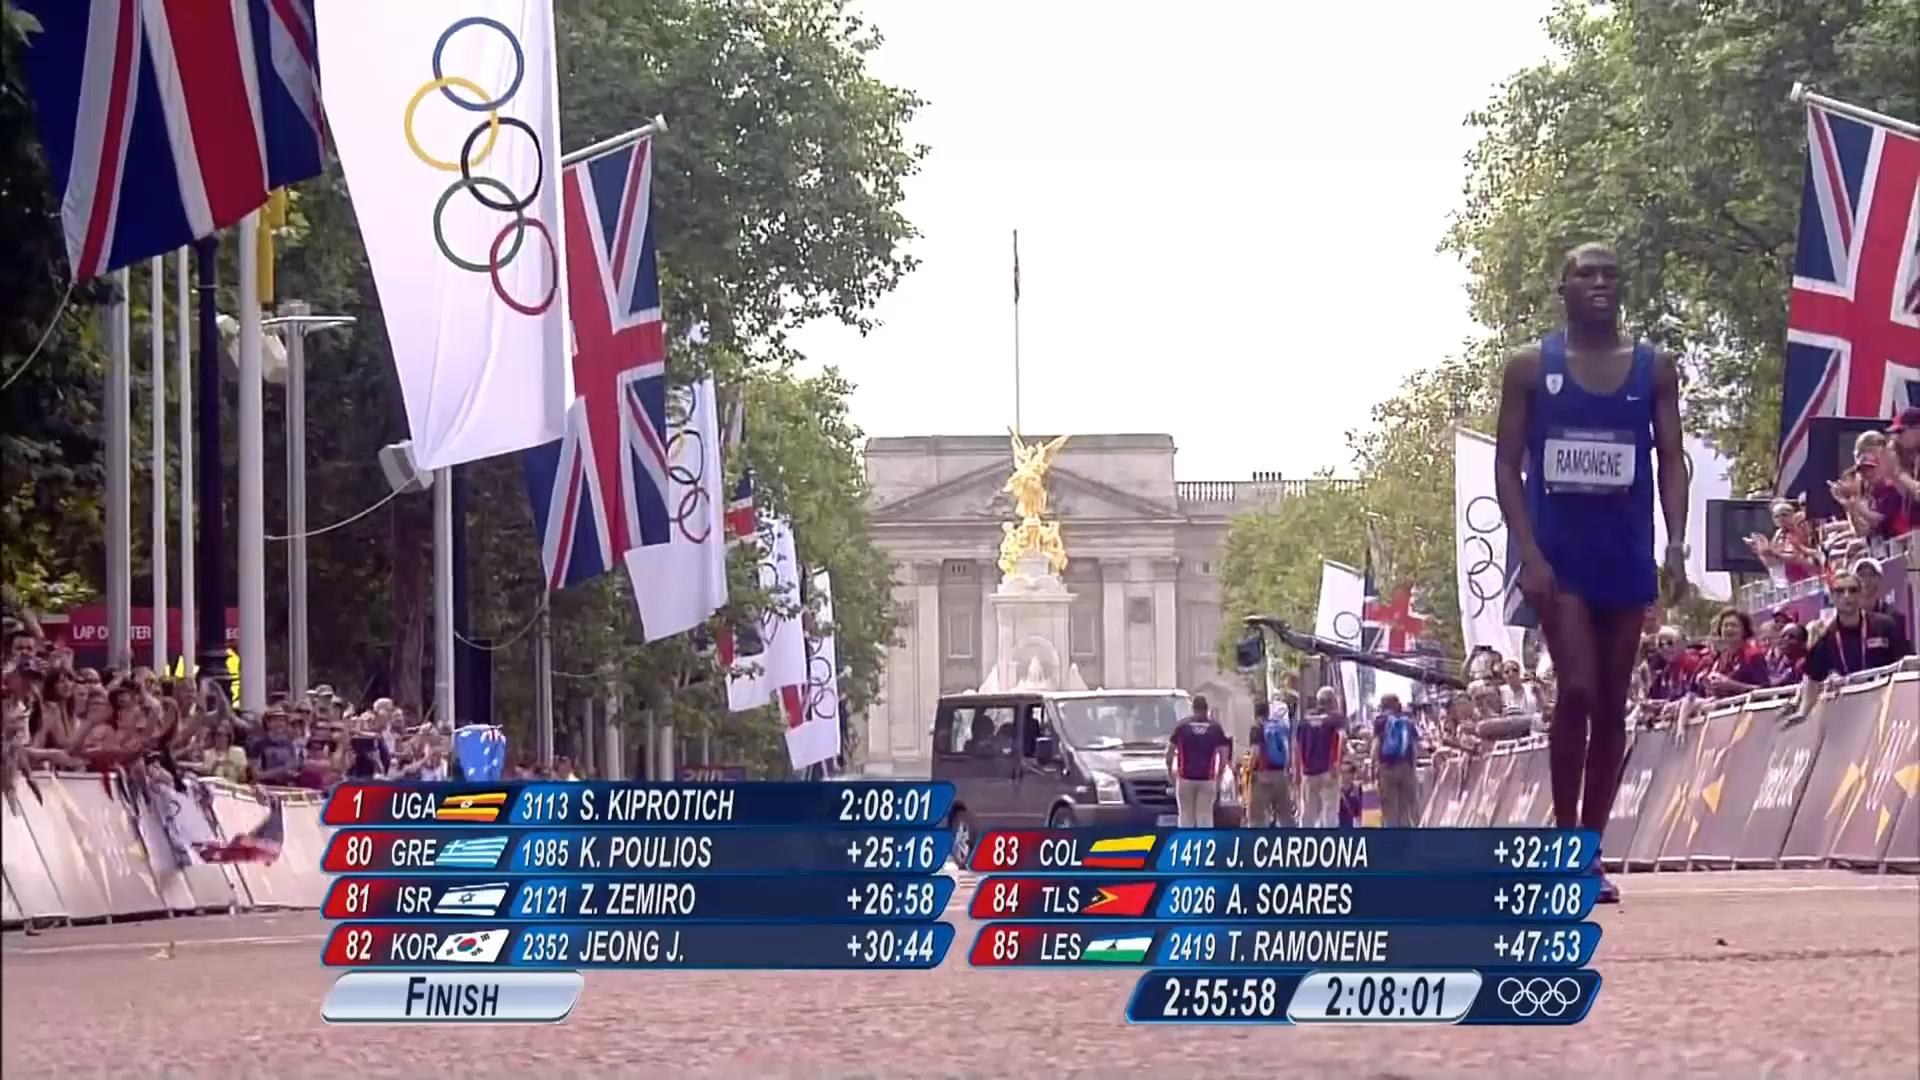 LAP
RAMONENE
1 UGA 3113 S. KIPROTICH 2:08:01
80 GRE 1985 K. POULIOS +25:16
81 ISR 2121 Z. ZEMIRO +26:58
82 KOR 2352 JEONG J. +30:44
83 COL 1412 J. CARDONA +32:12
84 TLS 3026 A. SOARES +37:08
85 LES 2419 T. RAMONENE +47:53
FINISH
2:55:58 2:08:01